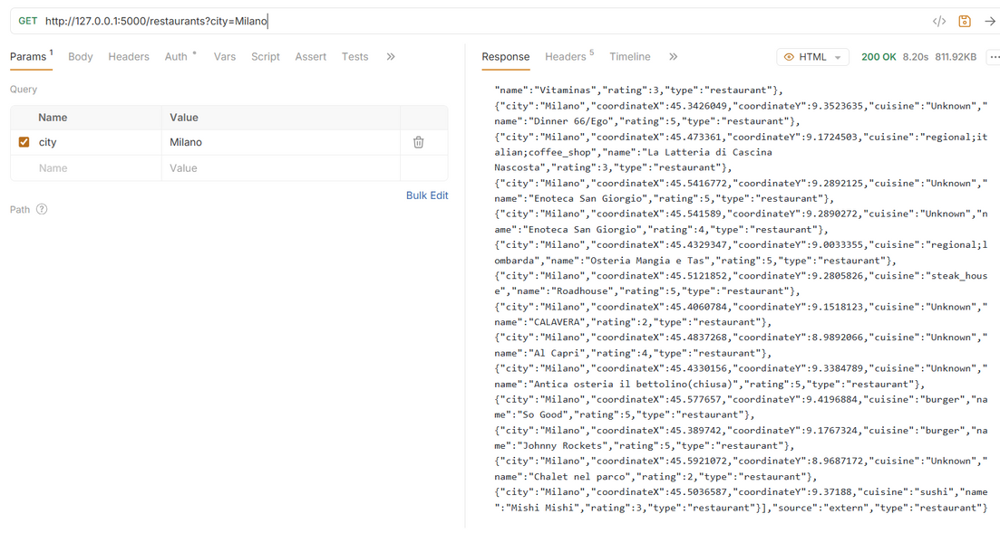 GET http://127.0.0.1:5000/restaurants?city=Milano
Params 1 Body Headers Auth * Vars Script Assert Tests
Query
Name Value
city Milano
Name Value
Bulk Edit
Path ?
Response Headers 5 Timeline HTML 200 OK 8.20s 811.92KB
"name":"Vitaminas","rating":3,"type":"restaurant"},
{"city":"Milano","coordinateX":45.3426049,"coordinateY":9.3523635,"cuisine":"Unknown","
name":"Dinner 66/Ego","rating":5,"type":"restaurant"},
{"city":"Milano","coordinateX":45.473361,"coordinateY":9.1724503,"cuisine":"regional;it
alian;coffee_shop","name":"La Latteria di Cascina
Nascosta","rating":3,"type":"restaurant"},
{"city":"Milano","coordinateX":45.5416772,"coordinateY":9.2892125,"cuisine":"Unknown","
name":"Enoteca San Giorgio","rating":5,"type":"restaurant"},
{"city":"Milano","coordinateX":45.541589,"coordinateY":9.2890272,"cuisine":"Unknown","n
ame":"Enoteca San Giorgio","rating":4,"type":"restaurant"},
{"city":"Milano","coordinateX":45.4329347,"coordinateY":9.0033355,"cuisine":"regional;l
ombarda","name":"Osteria Mangia e Tas","rating":5,"type":"restaurant"},
{"city":"Milano","coordinateX":45.5121852,"coordinateY":9.2805826,"cuisine":"steak_hous
e","name":"Roadhouse","rating":5,"type":"restaurant"},
{"city":"Milano","coordinateX":45.4060784,"coordinateY":9.1518123,"cuisine":"Unknown","
name":"CALAVERA","rating":2,"type":"restaurant"},
{"city":"Milano","coordinateX":45.4837268,"coordinateY":8.9892066,"cuisine":"Unknown","
name":"Al Capri","rating":4,"type":"restaurant"},
{"city":"Milano","coordinateX":45.4330156,"coordinateY":9.3384789,"cuisine":"Unknown","
name":"Antica osteria il bettolino(chiusa)","rating":5,"type":"restaurant"},
{"city":"Milano","coordinateX":45.577657,"coordinateY":9.4196884,"cuisine":"burger","na
me":"So Good","rating":5,"type":"restaurant"},
{"city":"Milano","coordinateX":45.389742,"coordinateY":9.1767324,"cuisine":"burger","na
me":"Johnny Rockets","rating":5,"type":"restaurant"},
{"city":"Milano","coordinateX":45.5921072,"coordinateY":8.9687172,"cuisine":"Unknown","
name":"Chalet nel parco","rating":2,"type":"restaurant"},
{"city":"Milano","coordinateX":45.5036587,"coordinateY":9.37188,"cuisine":"sushi","name
":"Mishi Mishi","rating":3,"type":"restaurant"}],"source":"extern","type":"restaurant"}